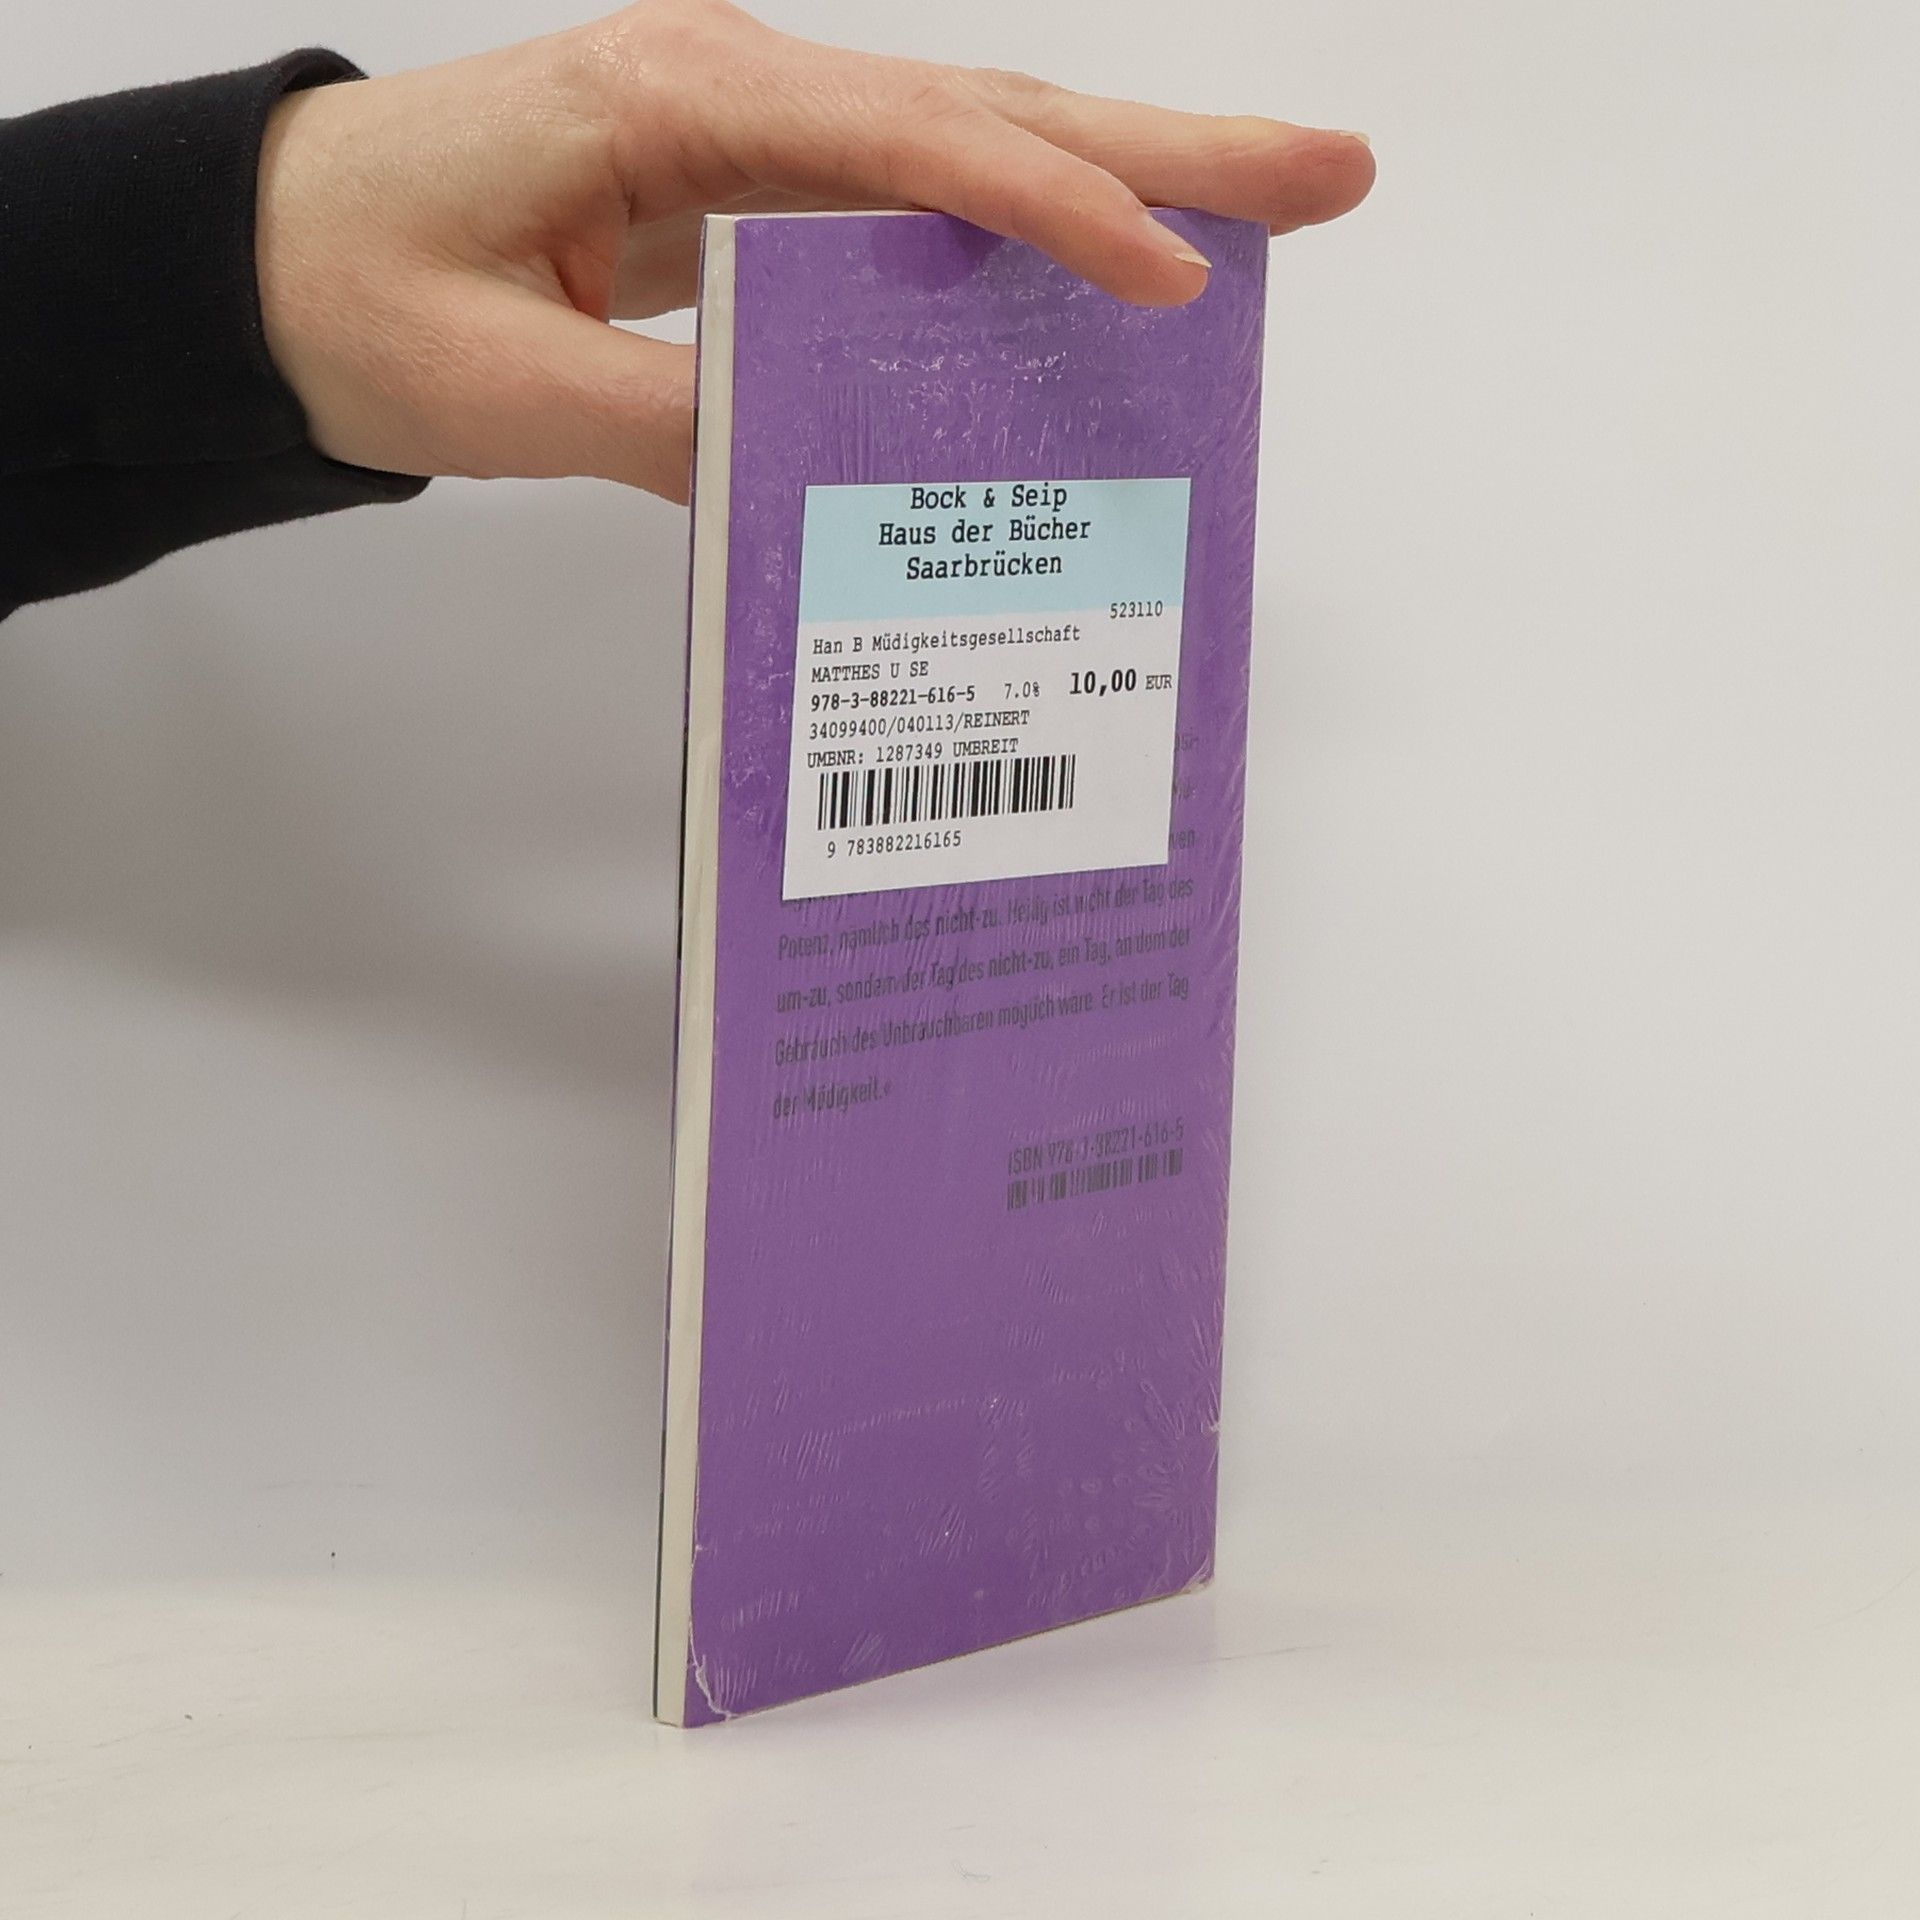 Bock & Seip
Haus der Bücher
Saarbrücken
523110
Han B Müdigkeitsgesellschaft
MATTHES U SE
978-3-88221-616-5 7.0% 10,00 EUR
34099400/040113/REINERT
UMBNR: 1287349 UMBREIT
9 783882216165
Potenz, nämlich des nicht-zu. Heilig ist nicht der Tag des
um-zu, sondern der Tag des nicht-zu, ein Tag, an dem der
Gebrauch des Unbrauchbaren möglich wäre. Er ist der Tag
der Müdigkeit.«
ISBN 978-3-88221-616-5